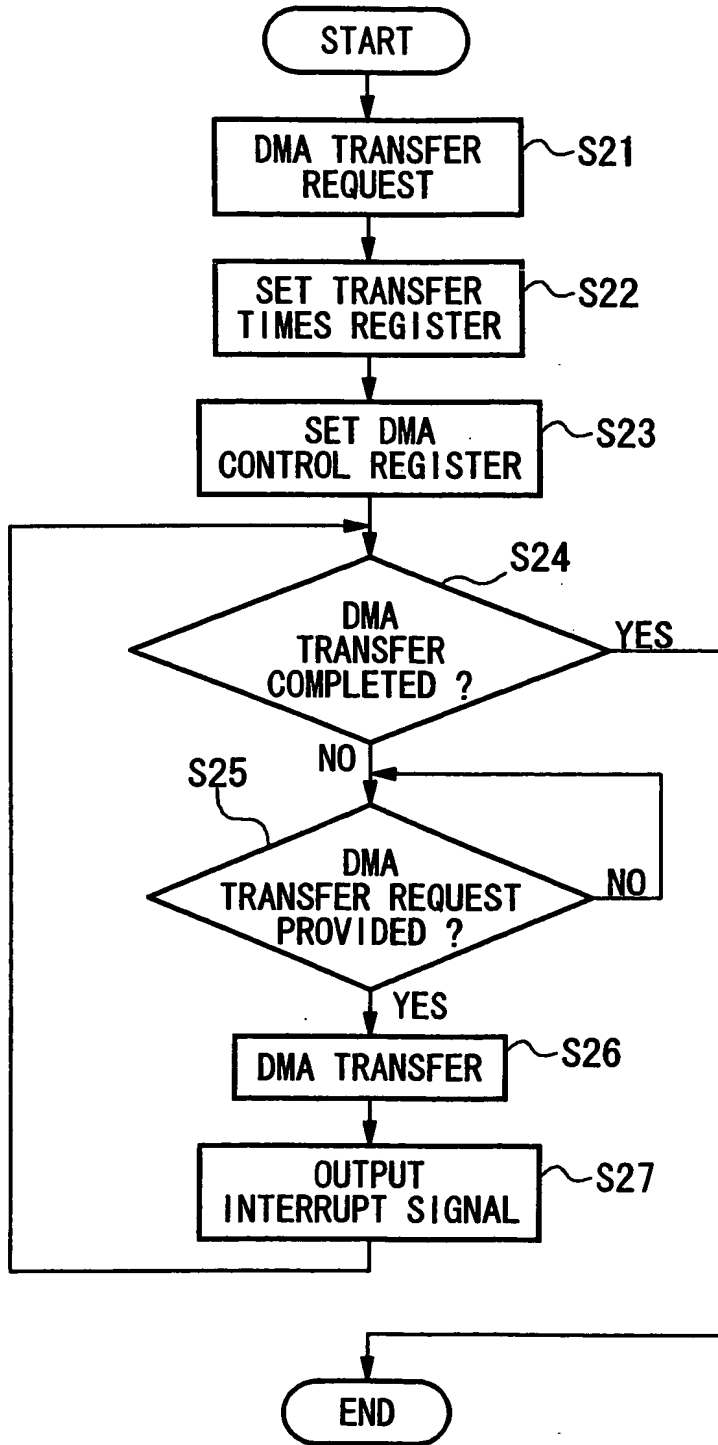 START
DMA TRANSFER
REQUEST
S21
SET TRANSFER
TIMES REGISTER
S22
SET DMA
CONTROL REGISTER
S23
S24
DMA
TRANSFER
COMPLETED ?
YES
NO
S25
DMA
TRANSFER REQUEST
PROVIDED ?
NO
YES
DMA TRANSFER
S26
OUTPUT
INTERRUPT SIGNAL
S27
END